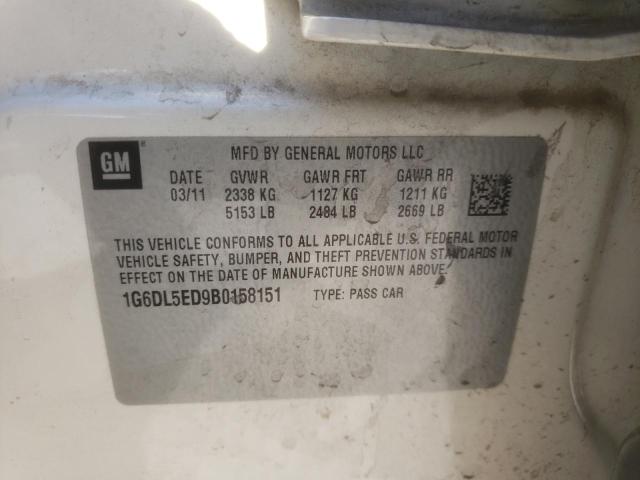 GM ®
MFD BY GENERAL MOTORS LLC
DATE GVWR GAWR FRT GAWR RR
03/11 2338 KG 1127 KG 1211 KG
5153 LB 2484 LB 2669 LB
THIS VEHICLE CONFORMS TO ALL APPLICABLE U.S. FEDERAL MOTOR
VEHICLE SAFETY, BUMPER, AND THEFT PREVENTION STANDARDS IN
EFFECT ON THE DATE OF MANUFACTURE SHOWN ABOVE.
1G6DL5ED9B0158151 TYPE: PASS CAR